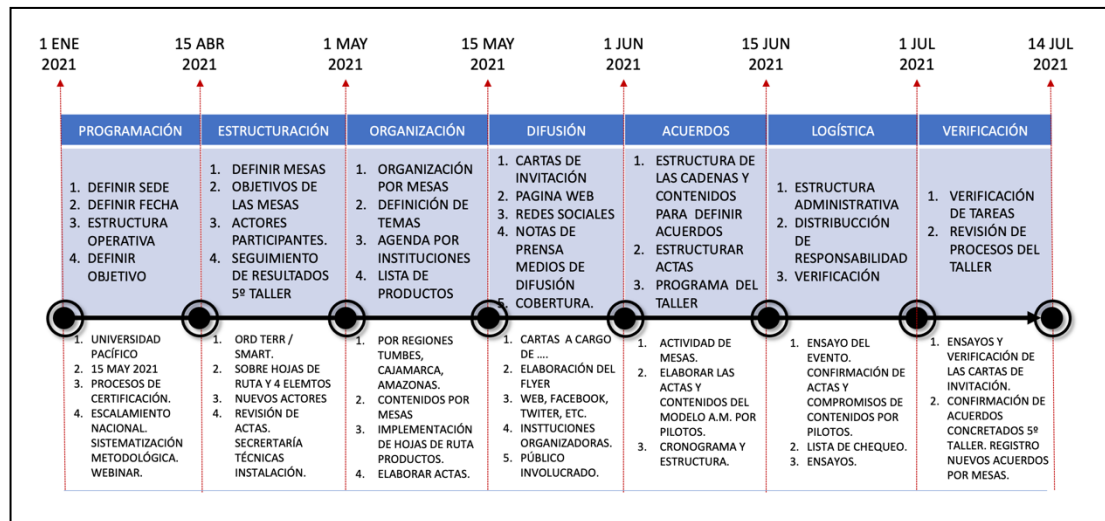 1 ENE
2021
15 ABR
2021
1 MAY
2021
15 MAY
2021
1 JUN
2021
15 JUN
2021
1 JUL
2021
14 JUL
2021
PROGRAMACIÓN
1. DEFINIR SEDE
2. DEFINIR FECHA
3. ESTRUCTURA
OPERATIVA
4. DEFINIR
OBJETIVO
ESTRUCTURACIÓN
1. DEFINIR MESAS
2. OBJETIVOS DE
LAS MESAS
3. ACTORES
PARTICIPANTES.
4. SEGUIMIENTO
DE RESULTADOS
5º TALLER
ORGANIZACIÓN
1. ORGANIZACIÓN
POR MESAS
2. DEFINICIÓN DE
TEMAS
3. AGENDA POR
INSTITUCIONES
4. LISTA DE
PRODUCTOS
DIFUSIÓN
1. CARTAS DE
INVITACIÓN
2. PAGINA WEB
3. REDES SOCIALES
4. NOTAS DE
PRENSA
MEDIOS DE
DIFUSIÓN
5. COBERTURA.
ACUERDOS
1. ESTRUCTURA DE
LAS CADENAS Y
CONTENIDOS
PARA DEFINIR
ACUERDOS
2. ESTRUCTURAR
ACTAS
3. PROGRAMA DEL
TALLER
LOGÍSTICA
1. ESTRUCTURA
ADMINISTRATIVA
2. DISTRIBUCCIÓN
DE
RESPONSABILIDAD
3. VERIFICACIÓN
VERIFICACIÓN
1. VERIFICACIÓN
DE TAREAS
2. REVISIÓN DE
PROCESOS DEL
TALLER
1. UNIVERSIDAD
PACÍFICO
2. 15 MAY 2021
3. PROCESOS DE
CERTIFICACIÓN.
4. ESCALAMIENTO
NACIONAL.
SISTEMATIZACIÓN
METODOLÓGICA.
WEBINAR.
1. ORD TERR /
SMART.
2. SOBRE HOJAS DE
RUTA Y 4 ELEMTOS
3. NUEVOS ACTORES
4. REVISIÓN DE
ACTAS.
SECRERTARÍA
TÉCNICAS
INSTALACIÓN.
1. POR REGIONES
TUMBES,
CAJAMARCA,
AMAZONAS.
2. CONTENIDOS POR
MESAS
3. IMPLEMENTACIÓN
DE HOJAS DE RUTA
PRODUCTOS.
4. ELABORAR ACTAS.
1. CARTAS A CARGO
DE ....
2. ELABORACIÓN DEL
FLYER
3. WEB, FACEBOOK,
TWITER, ETC.
4. INSTTUCIONES
ORGANIZADORAS.
5. PÚBLICO
INVOLUCRADO.
1. ACTIVIDAD DE
MESAS.
2. ELABORAR LAS
ACTAS Y
CONTENIDOS DEL
MODELO A.M. POR
PILOTOS.
3. CRONOGRAMA Y
ESTRUCTURA.
1. ENSAYO DEL
EVENTO.
CONFIRMACIÓN DE
ACTAS Y
COMPROMISOS DE
CONTENIDOS POR
PILOTOS.
2. LISTA DE CHEQUEO.
3. ENSAYOS.
1. ENSAYOS Y
VERIFICACIÓN DE
LAS CARTAS DE
INVITACIÓN.
2. CONFIRMACIÓN DE
ACUERDOS
CONCRETADOS 5º
TALLER. REGISTRO
NUEVOS ACUERDOS
POR MESAS.